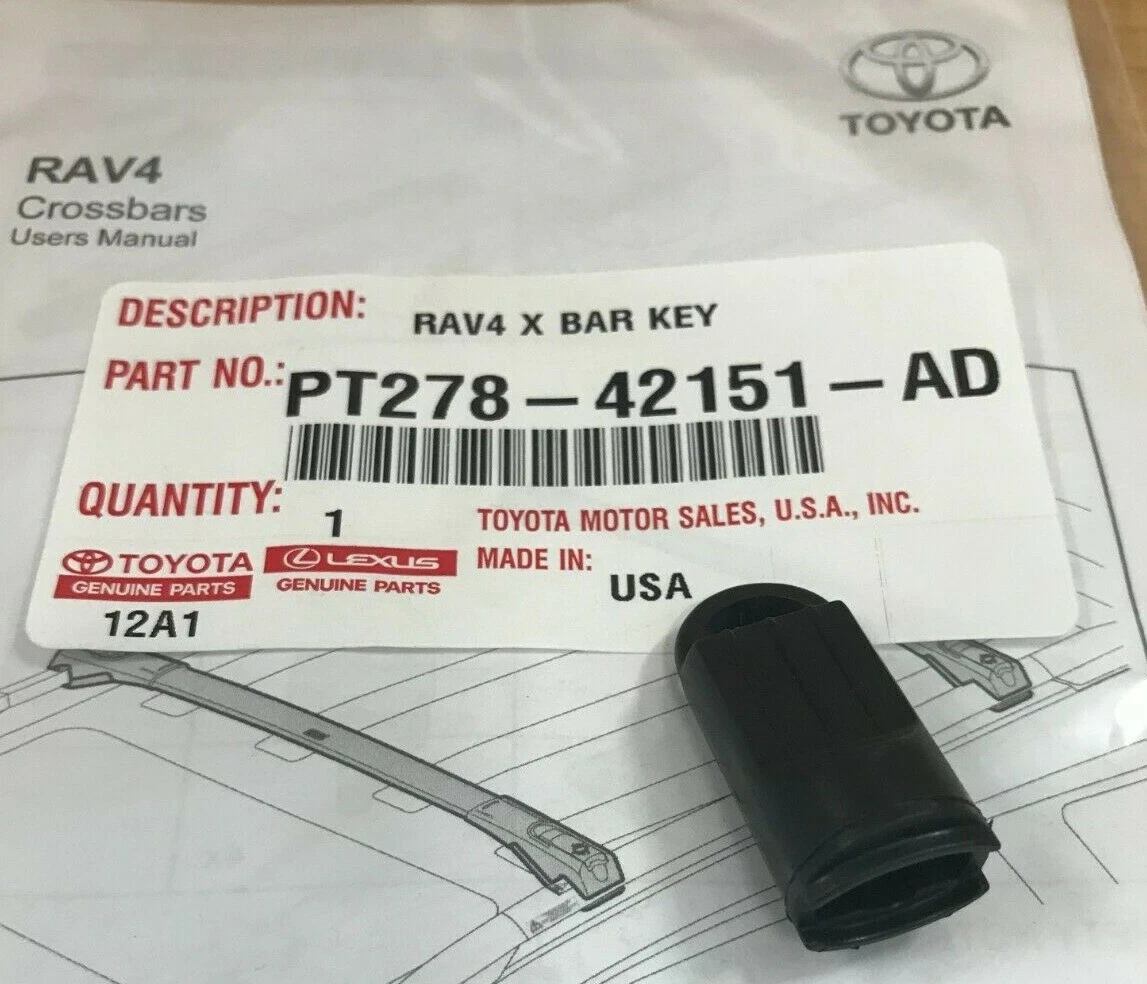 TOYOTA
RAV4
Crossbars
Users Manual
DESCRIPTION: RAV4 X BAR KEY
PART NO.: PT278-42151-AD
QUANTITY: 1
TOYOTA MOTOR SALES, U.S.A., INC.
MADE IN: USA
TOYOTA
GENUINE PARTS
LEXUS
GENUINE PARTS
12A1